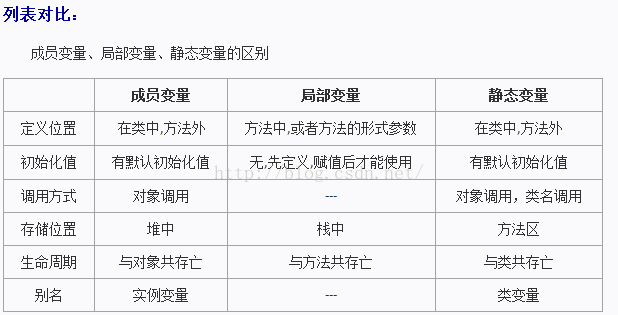 列表对比：
成员变量、局部变量、静态变量的区别
成员变量 局部变量 静态变量
定义位置 在类中,方法外 方法中,或者方法的形式参数 在类中,方法外
初始化值 有默认初始化值 无,先定义,赋值后才能使用 有默认初始化值
http://blog.csdn.net/
调用方式 对象调用 --- 对象调用，类名调用
存储位置 堆中 栈中 方法区
生命周期 与对象共存亡 与方法共存亡 与类共存亡
别名 实例变量 --- 类变量